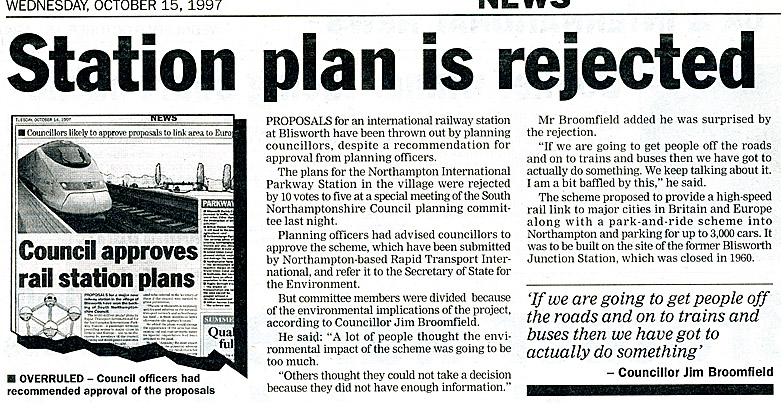 WEDNESDAY, OCTOBER 15, 1997
NEWS
Station plan is rejected
TUESDAY, OCTOBER 14, 1997
NEWS
■ Councillors likely to approve proposals to link area to Euro
PARKWAY
Council approves
rail station plans
SUMME
Qua
ful
■ OVERRULED – Council officers had
recommended approval of the proposals
PROPOSALS for an international railway station
at Blisworth have been thrown out by planning
councillors, despite a recommendation for
approval from planning officers.
The plans for the Northampton International
Parkway Station in the village were rejected
by 10 votes to five at a special meeting of the South
Northamptonshire Council planning commit-
tee last night.
Planning officers had advised councillors to
approve the scheme, which have been submitted
by Northampton-based Rapid Transport Inter-
national, and refer it to the Secretary of State for
the Environment.
But committee members were divided because
of the environmental implications of the project,
according to Councillor Jim Broomfield.
He said: “A lot of people thought the envi-
ronmental impact of the scheme was going to be
too much.
“Others thought they could not take a decision
because they did not have enough information.”
Mr Broomfield added he was surprised by
the rejection.
“If we are going to get people off the roads
and on to trains and buses then we have got to
actually do something. We keep talking about it.
I am a bit baffled by this,” he said.
The scheme proposed to provide a high-speed
rail link to major cities in Britain and Europe
along with a park-and-ride scheme into
Northampton and parking for up to 3,000 cars. It
was to be built on the site of the former Blisworth
Junction Station, which was closed in 1960.
‘If we are going to get people off
the roads and on to trains and
buses then we have got to
actually do something’
– Councillor Jim Broomfield